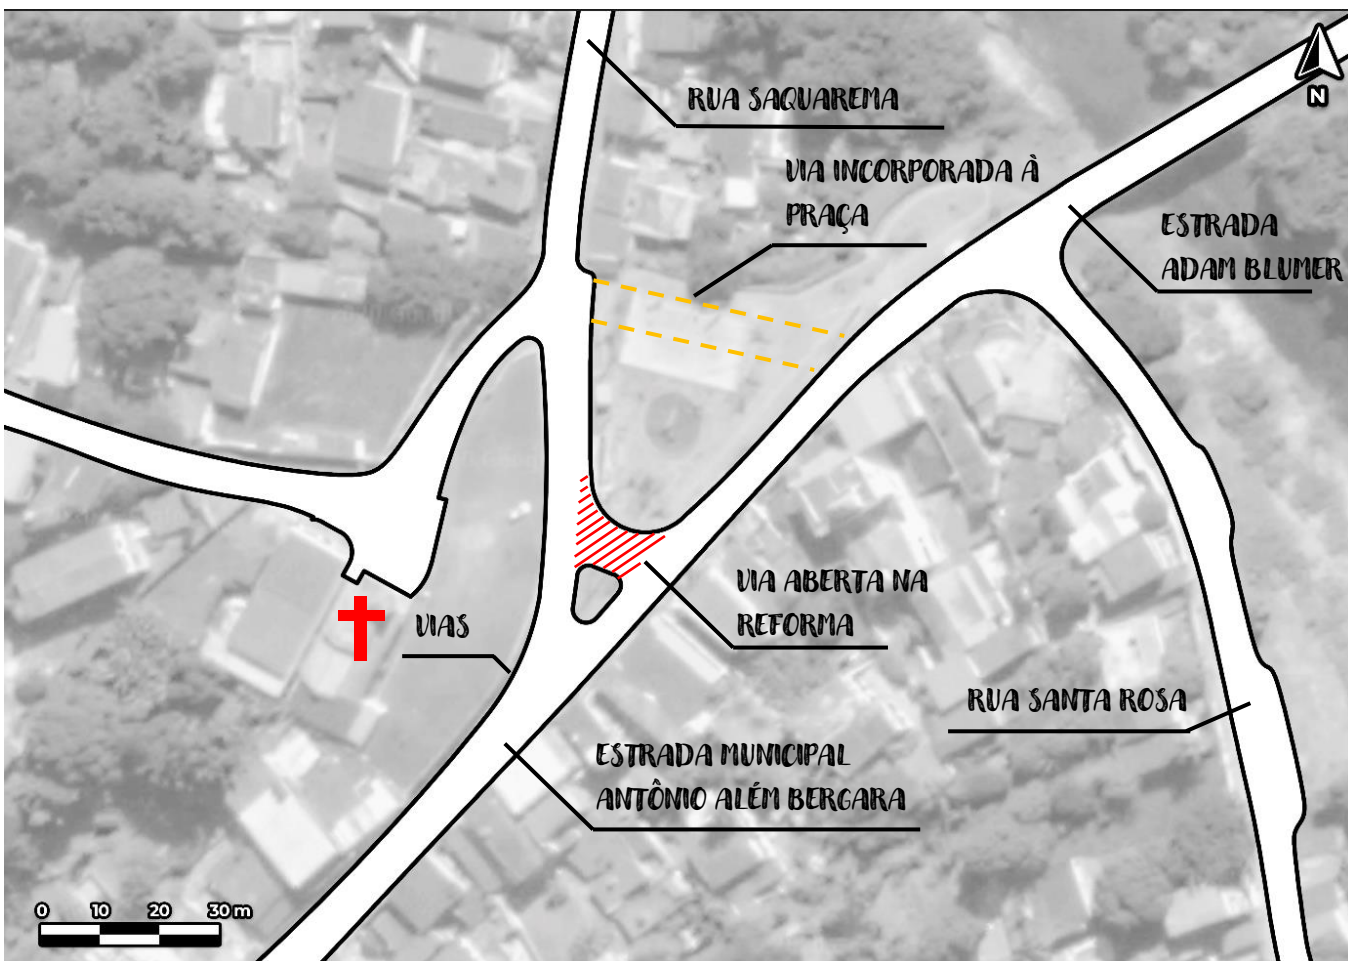 RUA SAQUAREMA
VIA INCORPORADA À
PRAÇA
N
ESTRADA
ADAM BLUMER
VIA ABERTA NA
REFORMA
VIAS
RUA SANTA ROSA
ESTRADA MUNICIPAL
ANTÔNIO ALÉM BERGARA
0 10 20 30 m